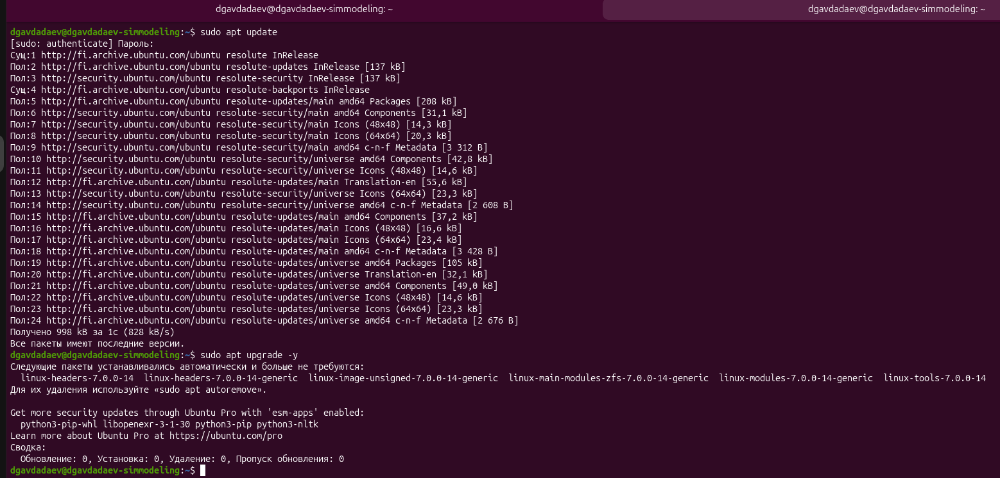 dgavdadaev@dgavdadaev-simmodeling: ~
dgavdadaev@dgavdadaev-simmodeling: ~
dgavdadaev@dgavdadaev-simmodeling:~$ sudo apt update
[sudo: authenticate] Пароль:
Сущ:1 http://fi.archive.ubuntu.com/ubuntu resolute InRelease
Пол:2 http://fi.archive.ubuntu.com/ubuntu resolute-updates InRelease [137 kB]
Пол:3 http://security.ubuntu.com/ubuntu resolute-security InRelease [137 kB]
Сущ:4 http://fi.archive.ubuntu.com/ubuntu resolute-backports InRelease
Пол:5 http://fi.archive.ubuntu.com/ubuntu resolute-updates/main amd64 Packages [208 kB]
Пол:6 http://security.ubuntu.com/ubuntu resolute-security/main amd64 Components [31,1 kB]
Пол:7 http://security.ubuntu.com/ubuntu resolute-security/main Icons (48x48) [14,3 kB]
Пол:8 http://security.ubuntu.com/ubuntu resolute-security/main Icons (64x64) [20,3 kB]
Пол:9 http://security.ubuntu.com/ubuntu resolute-security/main amd64 c-n-f Metadata [3 312 B]
Пол:10 http://security.ubuntu.com/ubuntu resolute-security/universe amd64 Components [42,8 kB]
Пол:11 http://security.ubuntu.com/ubuntu resolute-security/universe Icons (48x48) [14,6 kB]
Пол:12 http://fi.archive.ubuntu.com/ubuntu resolute-updates/main Translation-en [55,6 kB]
Пол:13 http://security.ubuntu.com/ubuntu resolute-security/universe Icons (64x64) [23,3 kB]
Пол:14 http://security.ubuntu.com/ubuntu resolute-security/universe amd64 c-n-f Metadata [2 608 B]
Пол:15 http://fi.archive.ubuntu.com/ubuntu resolute-updates/main amd64 Components [37,2 kB]
Пол:16 http://fi.archive.ubuntu.com/ubuntu resolute-updates/main Icons (48x48) [16,6 kB]
Пол:17 http://fi.archive.ubuntu.com/ubuntu resolute-updates/main Icons (64x64) [23,4 kB]
Пол:18 http://fi.archive.ubuntu.com/ubuntu resolute-updates/main amd64 c-n-f Metadata [3 428 B]
Пол:19 http://fi.archive.ubuntu.com/ubuntu resolute-updates/universe amd64 Packages [105 kB]
Пол:20 http://fi.archive.ubuntu.com/ubuntu resolute-updates/universe Translation-en [32,1 kB]
Пол:21 http://fi.archive.ubuntu.com/ubuntu resolute-updates/universe amd64 Components [49,0 kB]
Пол:22 http://fi.archive.ubuntu.com/ubuntu resolute-updates/universe Icons (48x48) [14,6 kB]
Пол:23 http://fi.archive.ubuntu.com/ubuntu resolute-updates/universe Icons (64x64) [23,3 kB]
Пол:24 http://fi.archive.ubuntu.com/ubuntu resolute-updates/universe amd64 c-n-f Metadata [2 676 B]
Получено 998 kB за 1с (828 kB/s)
Все пакеты имеют последние версии.
dgavdadaev@dgavdadaev-simmodeling:~$ sudo apt upgrade -y
Следующие пакеты устанавливались автоматически и больше не требуются:
linux-headers-7.0.0-14 linux-headers-7.0.0-14-generic linux-image-unsigned-7.0.0-14-generic linux-main-modules-zfs-7.0.0-14-generic linux-modules-7.0.0-14-generic linux-tools-7.0.0-14
Для их удаления используйте «sudo apt autoremove».
Get more security updates through Ubuntu Pro with 'esm-apps' enabled:
python3-pip-whl libopenexr-3-1-30 python3-pip python3-nltk
Learn more about Ubuntu Pro at https://ubuntu.com/pro
Сводка:
Обновление: 0, Установка: 0, Удаление: 0, Пропуск обновления: 0
dgavdadaev@dgavdadaev-simmodeling:~$